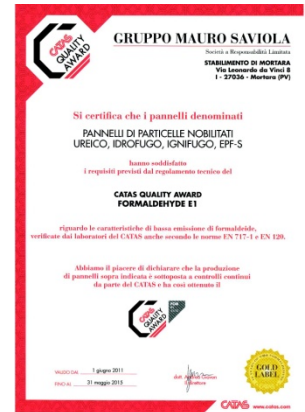 CATAS
QUALITY
AWARD
GRUPPO MAURO SAVIOLA
Società a Responsabilità Limitata
STABILIMENTO DI MORTARA
Via Leonardo da Vinci 8
I - 27036 - Mortara (PV)
Si certifica che i pannelli denominati
PANNELLI DI PARTICELLE NOBILITATI
UREICO, IDROFUGO, IGNIFUGO, EPF-S
hanno soddisfatto
i requisiti previsti dal regolamento tecnico del
CATAS QUALITY AWARD
FORMALDEHYDE E1
riguardo le caratteristiche di bassa emissione di formaldeide,
verificate dai laboratori del CATAS anche secondo le norme EN 717-1 e EN 120.
Abbiamo il piacere di dichiarare che la produzione
di pannelli sopra indicata è sottoposta a controlli continui
da parte del CATAS e ha così ottenuto il
CATAS
QUALITY
AWARD
VALIDO DAL 1 giugno 2011
FINO AL 31 maggio 2015
GOLD
LABEL
CATAS www.catas.com